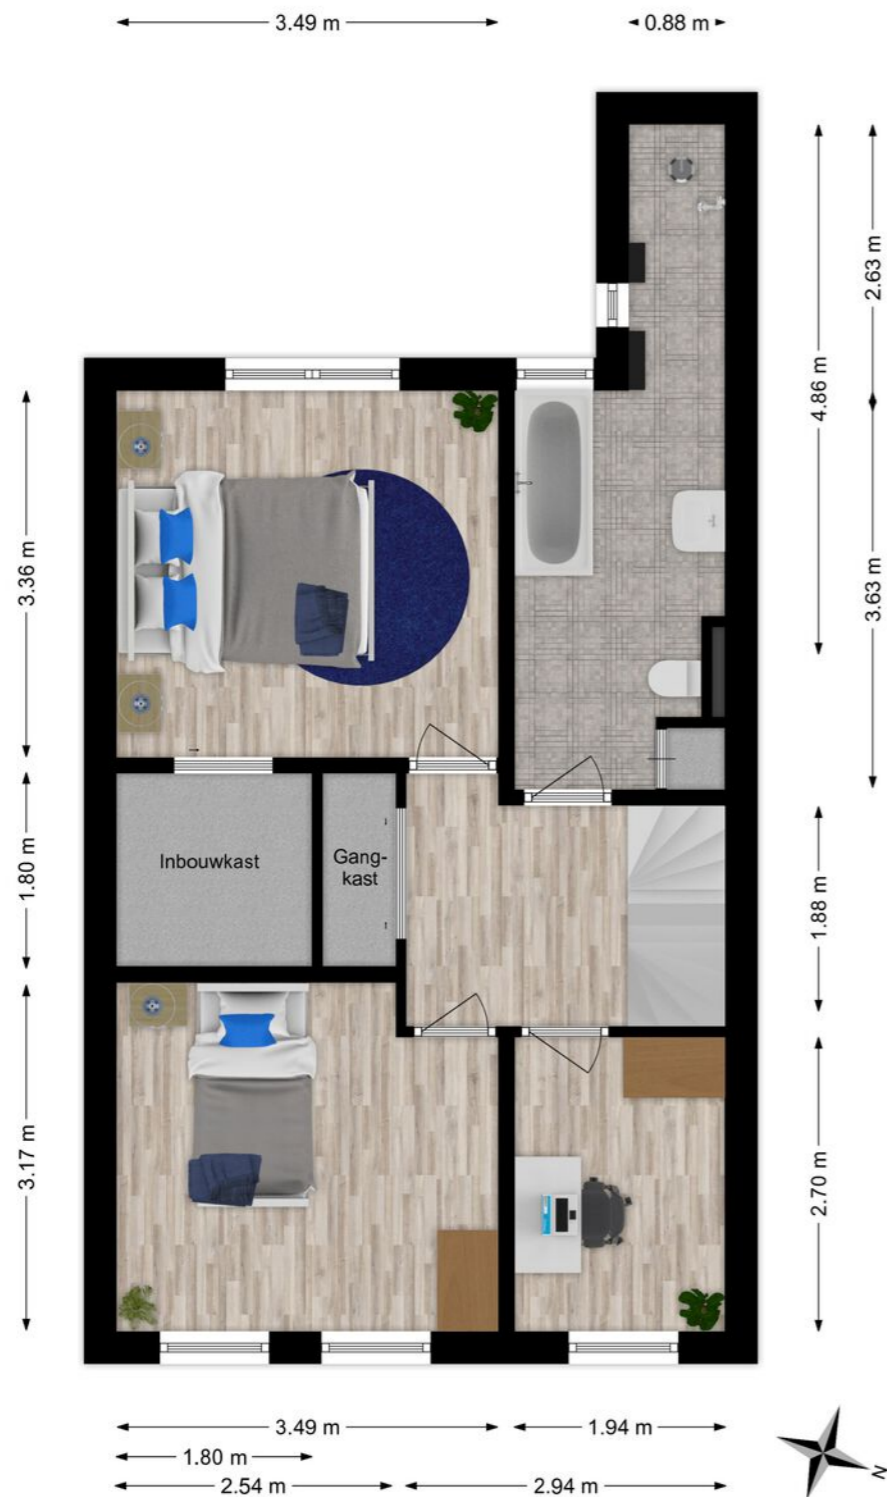 3.49 m
0.88 m
2.63 m
4.86 m
3.36 m
3.63 m
1.80 m
Inbouwkast
Gang-
kast
1.88 m
3.17 m
2.70 m
3.49 m
1.94 m
1.80 m
2.54 m
2.94 m
N